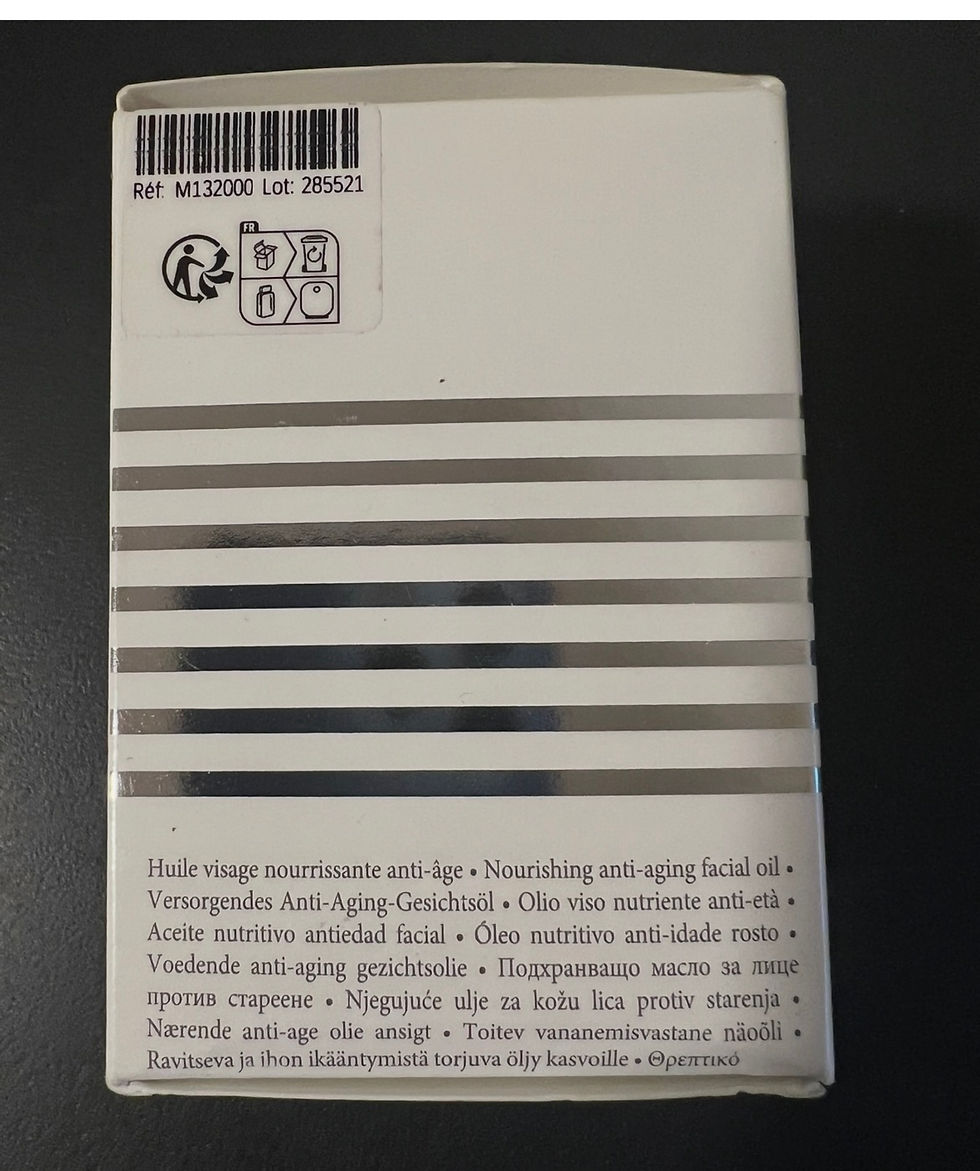 Réf: M132000 Lot: 285521
FR
Huile visage nourrissante anti-âge • Nourishing anti-aging facial oil •
Versorgendes Anti-Aging-Gesichtsöl • Olio viso nutriente anti-età •
Aceite nutritivo antiedad facial • Óleo nutritivo anti-idade rosto •
Voedende anti-aging gezichtsolie • Подхранващо масло за лице
против стареене • Njegujuće ulje za kožu lica protiv starenja •
Nærende anti-age olie ansigt • Toitev vananemisvastane näoõli •
Ravitseva ja ihon ikääntymistä torjuva öljy kasvoille • Θρεπτικό